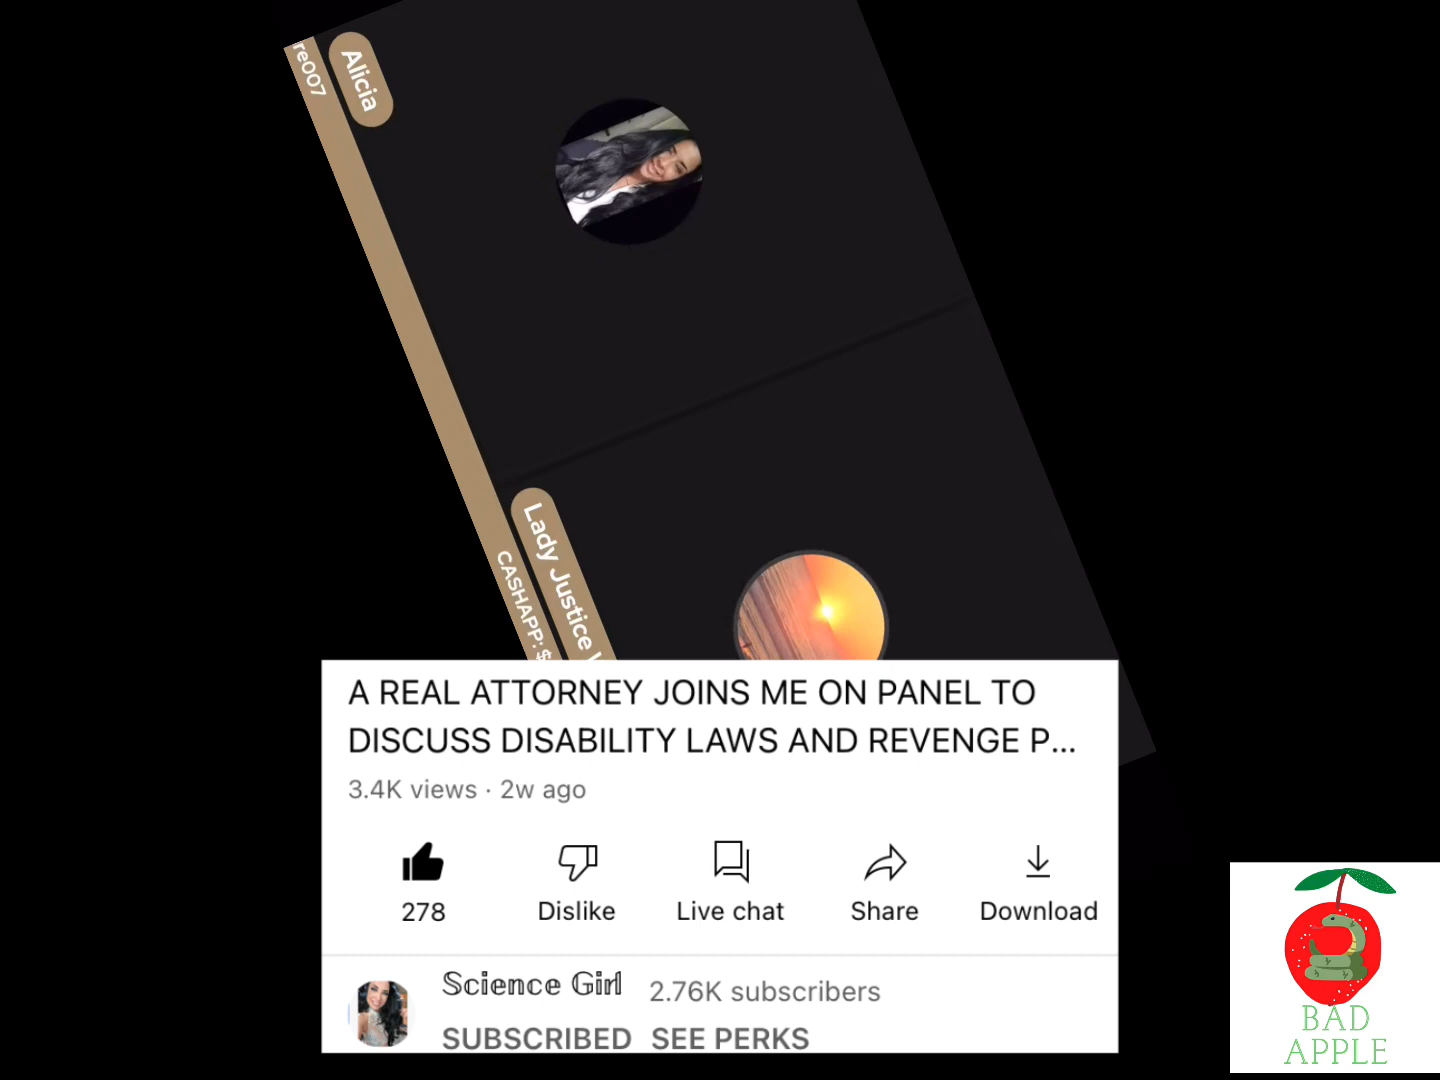 re007
Alicia
Lady Justice
CASHAPP: $
A REAL ATTORNEY JOINS ME ON PANEL TO
DISCUSS DISABILITY LAWS AND REVENGE P...
3.4K views · 2w ago
278 Dislike Live chat Share Download
Science Girl 2.76K subscribers
SUBSCRIBED SEE PERKS
BAD
APPLE